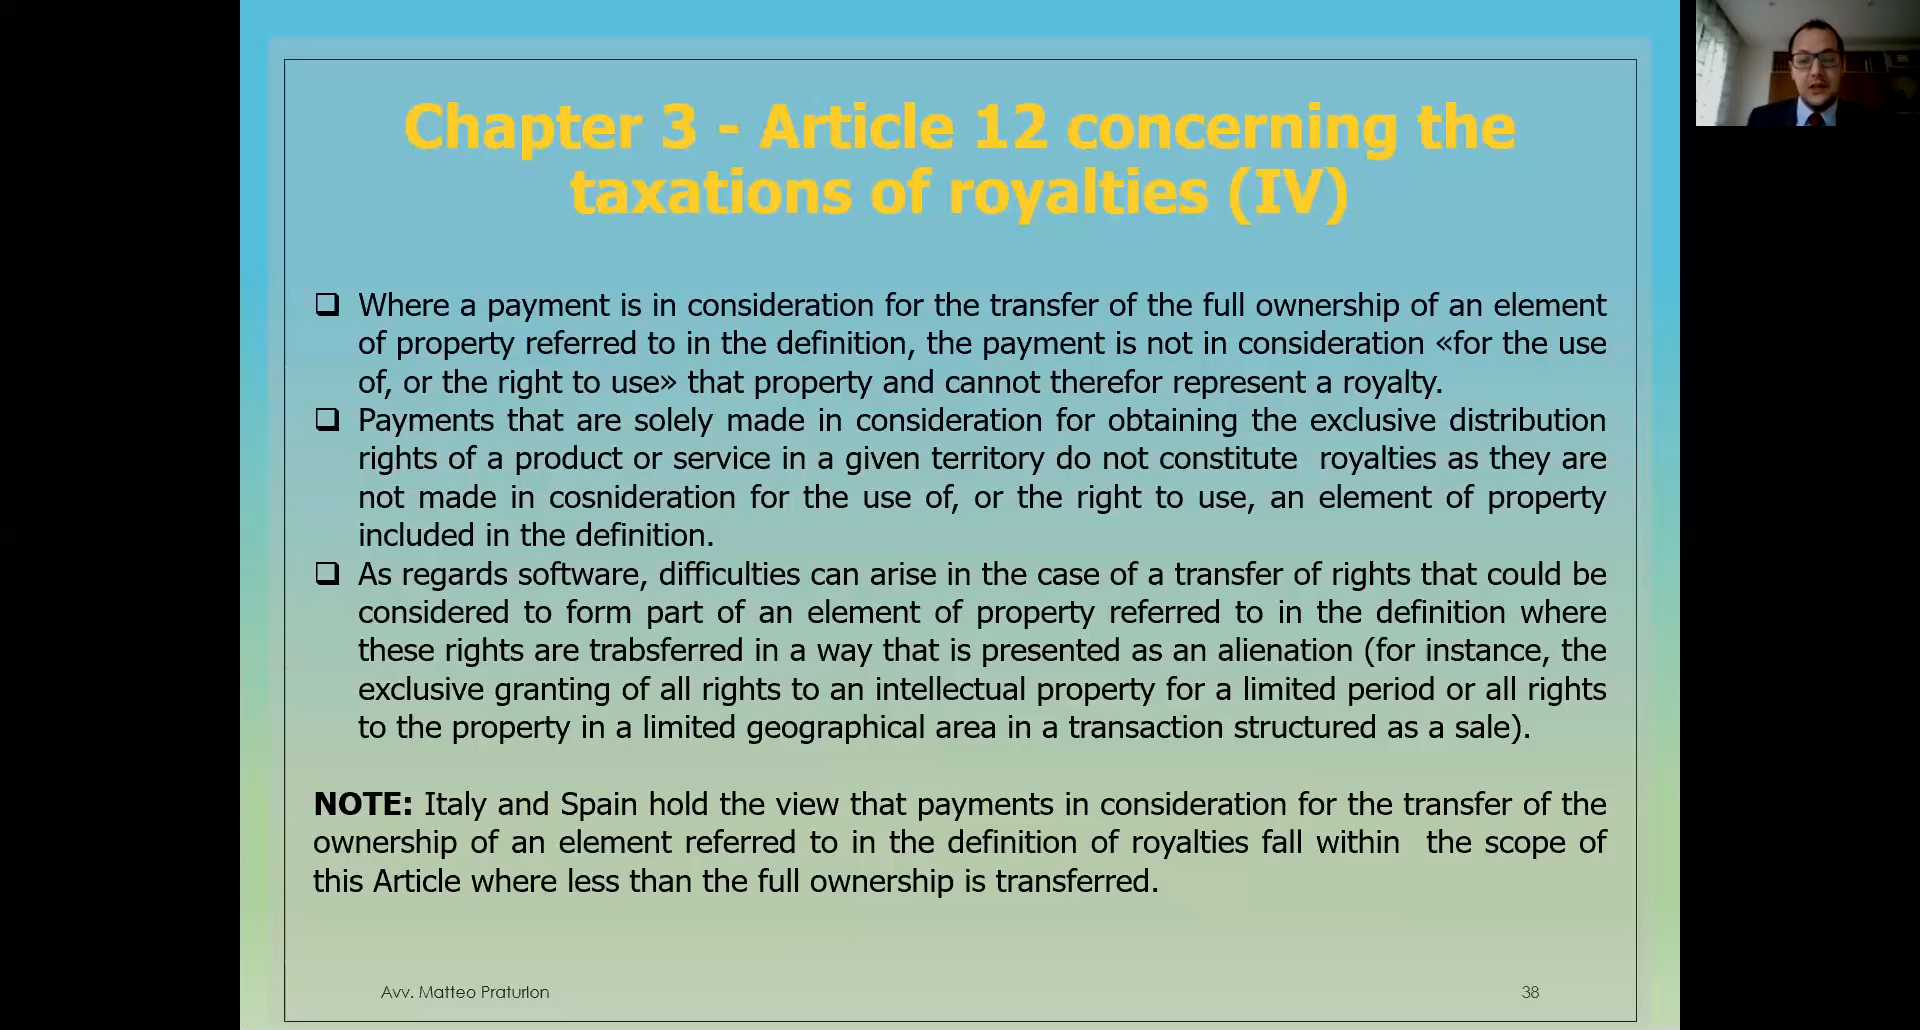 Chapter 3 - Article 12 concerning the
taxations of royalties (IV)
Where a payment is in consideration for the transfer of the full ownership of an element
of property referred to in the definition, the payment is not in consideration «for the use
of, or the right to use» that property and cannot therefor represent a royalty.
Payments that are solely made in consideration for obtaining the exclusive distribution
rights of a product or service in a given territory do not constitute royalties as they are
not made in cosnideration for the use of, or the right to use, an element of property
included in the definition.
As regards software, difficulties can arise in the case of a transfer of rights that could be
considered to form part of an element of property referred to in the definition where
these rights are trabsferred in a way that is presented as an alienation (for instance, the
exclusive granting of all rights to an intellectual property for a limited period or all rights
to the property in a limited geographical area in a transaction structured as a sale).
NOTE: Italy and Spain hold the view that payments in consideration for the transfer of the
ownership of an element referred to in the definition of royalties fall within the scope of
this Article where less than the full ownership is transferred.
Avv. Matteo Praturlon
38